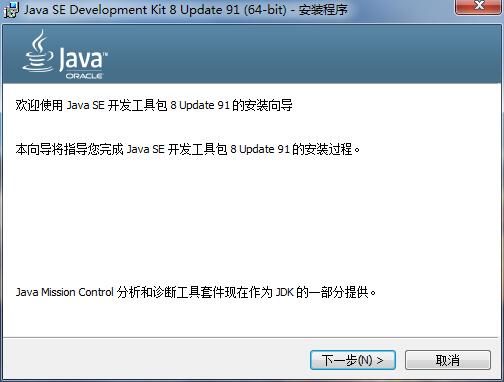 Java SE Development Kit 8 Update 91 (64-bit) - 安装程序
Java™
ORACLE
欢迎使用 Java SE 开发工具包 8 Update 91 的安装向导
本向导将指导您完成 Java SE 开发工具包 8 Update 91 的安装过程。
Java Mission Control 分析和诊断工具套件现在作为 JDK 的一部分提供。
下一步(N) >
取消